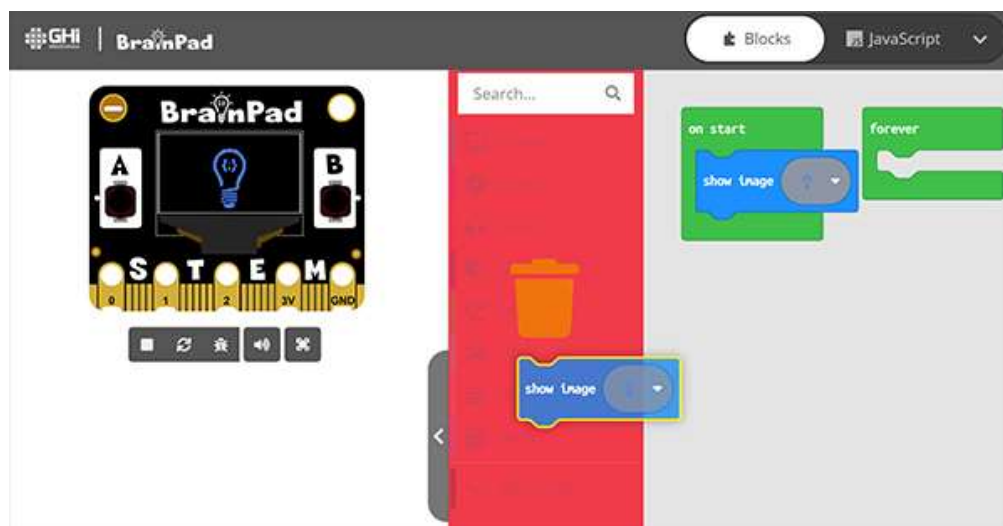 GHI | BrainPad
Blocks
JavaScript
Search...
BrainPad
A
B
S T E M
0 1 2 3V GND
on start
show image
forever
show image